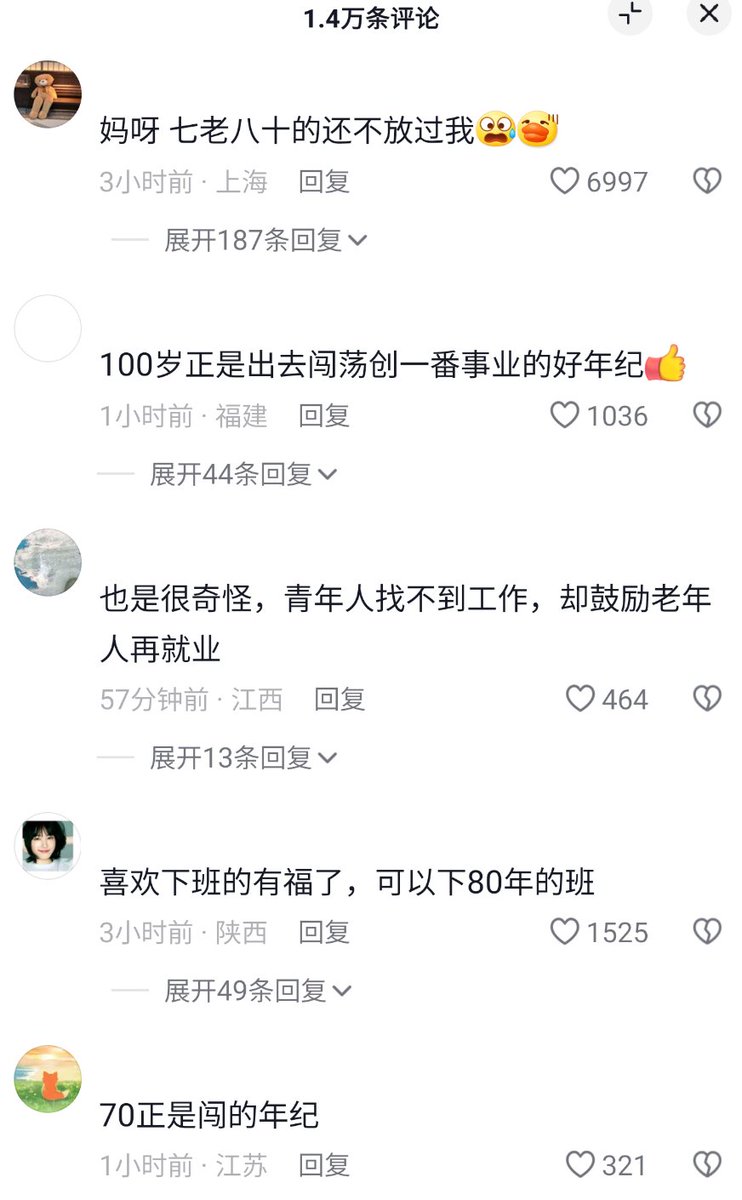 1.4万条评论
妈呀 七老八十的还不放过我
3小时前 · 上海 回复 6997
展开187条回复
100岁正是出去闯荡创一番事业的好年纪
1小时前 · 福建 回复 1036
展开44条回复
也是很奇怪，青年人找不到工作，却鼓励老年
人再就业
57分钟前 · 江西 回复 464
展开13条回复
喜欢下班的有福了，可以下80年的班
3小时前 · 陕西 回复 1525
展开49条回复
70正是闯的年纪
1小时前 · 江苏 回复 321